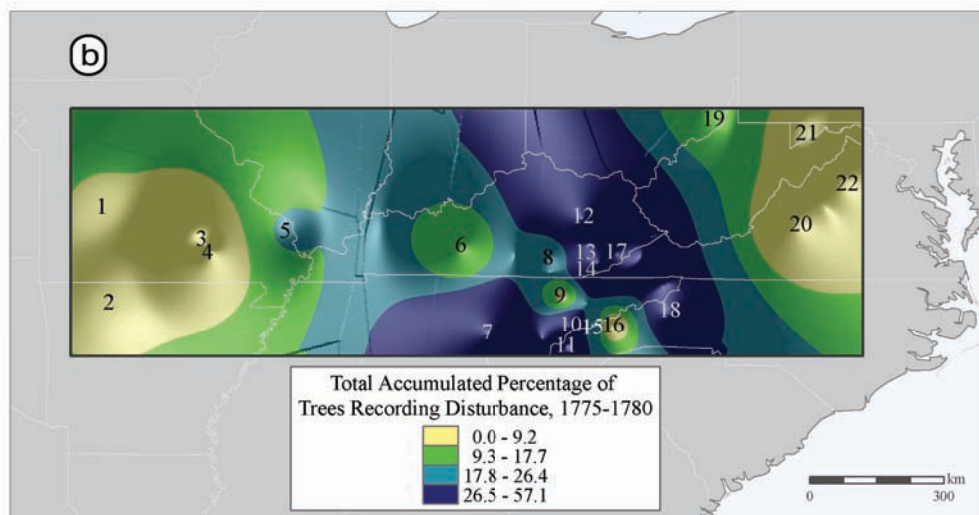 b
19
21
22
1
12
20
5
3
4
6
13 17
8
14
2
9
18
7
10 15 16
11
Total Accumulated Percentage of
Trees Recording Disturbance, 1775-1780
0.0 - 9.2
9.3 - 17.7
17.8 - 26.4
26.5 - 57.1
km
0 300